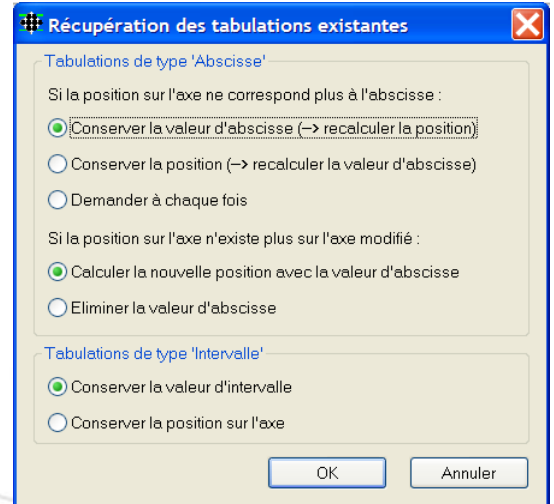 Récupération des tabulations existantes
Tabulations de type 'Abscisse'
Si la position sur l'axe ne correspond plus à l'abscisse :
Conserver la valeur d'abscisse (--> recalculer la position)
Conserver la position (--> recalculer la valeur d'abscisse)
Demander à chaque fois
Si la position sur l'axe n'existe plus sur l'axe modifié :
Calculer la nouvelle position avec la valeur d'abscisse
Eliminer la valeur d'abscisse
Tabulations de type 'Intervalle'
Conserver la valeur d'intervalle
Conserver la position sur l'axe
OK Annuler